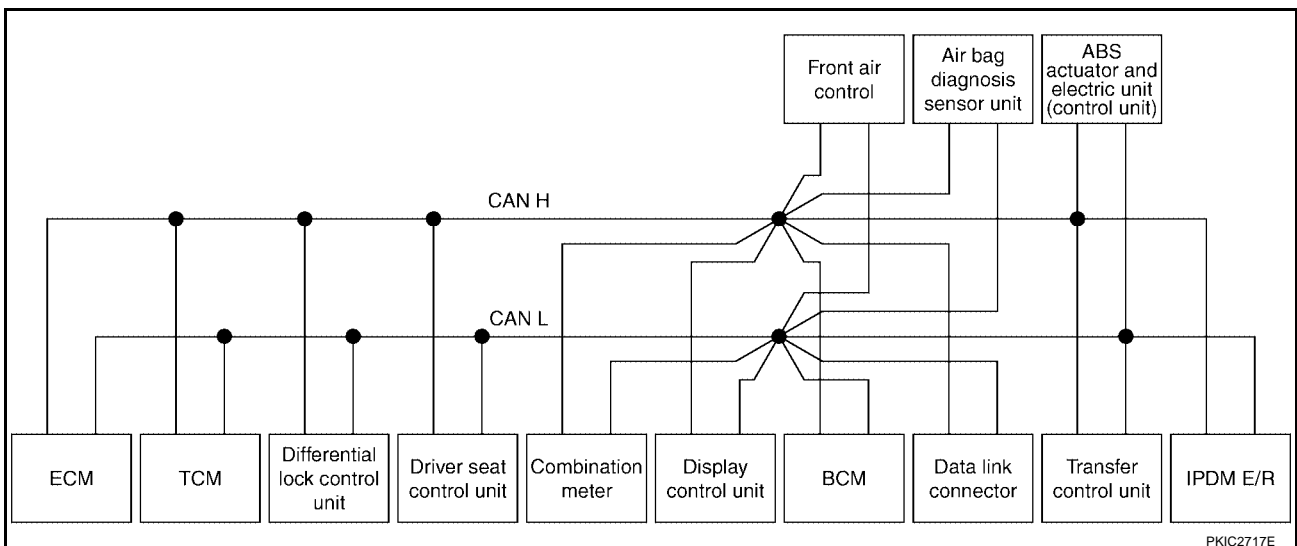 Front air
control
Air bag
diagnosis
sensor unit
ABS
actuator and
electric unit
(control unit)
CAN H
CAN L
ECM
TCM
Differential
lock control
unit
Driver seat
control unit
Combination
meter
Display
control unit
BCM
Data link
connector
Transfer
control unit
IPDM E/R
PKIC2717E